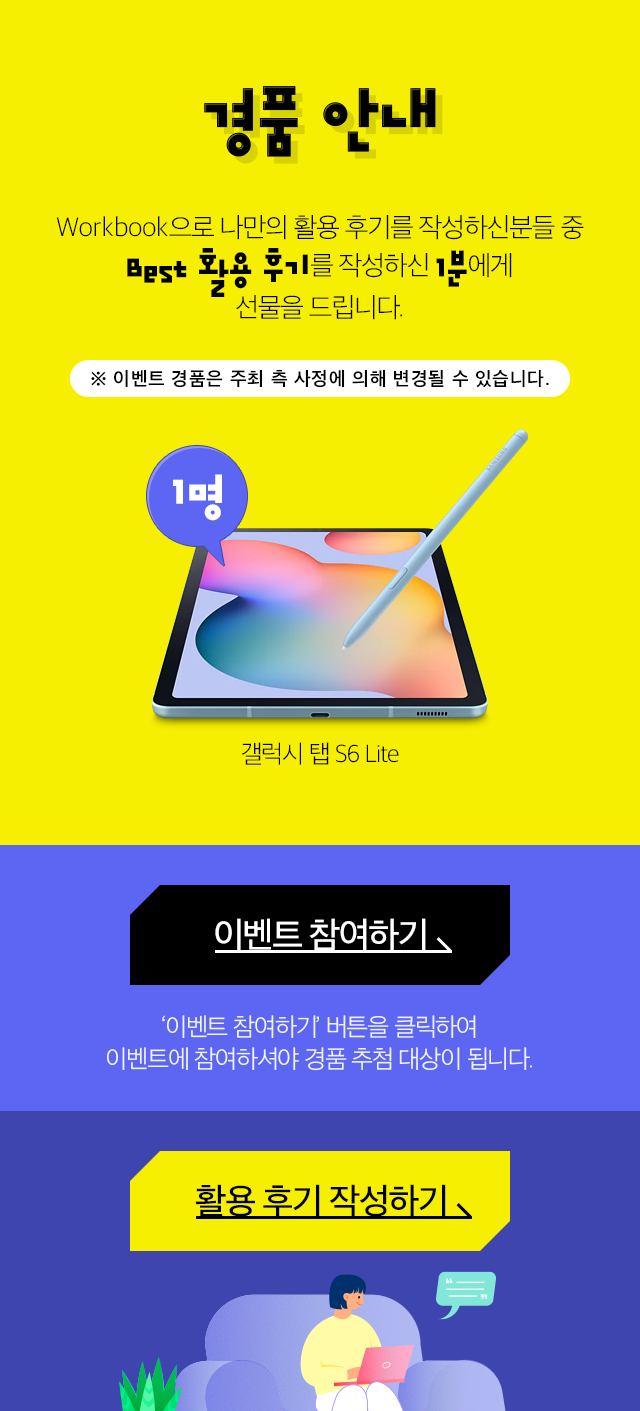 경품 안내
Workbook으로 나만의 활용 후기를 작성하신분들 중
Best 활용 후기를 작성하신 1분에게
선물을 드립니다.
※ 이벤트 경품은 주최 측 사정에 의해 변경될 수 있습니다.
1명
갤럭시 탭 S6 Lite
이벤트 참여하기
‘이벤트 참여하기’ 버튼을 클릭하여
이벤트에 참여하셔야 경품 추첨 대상이 됩니다.
활용 후기 작성하기